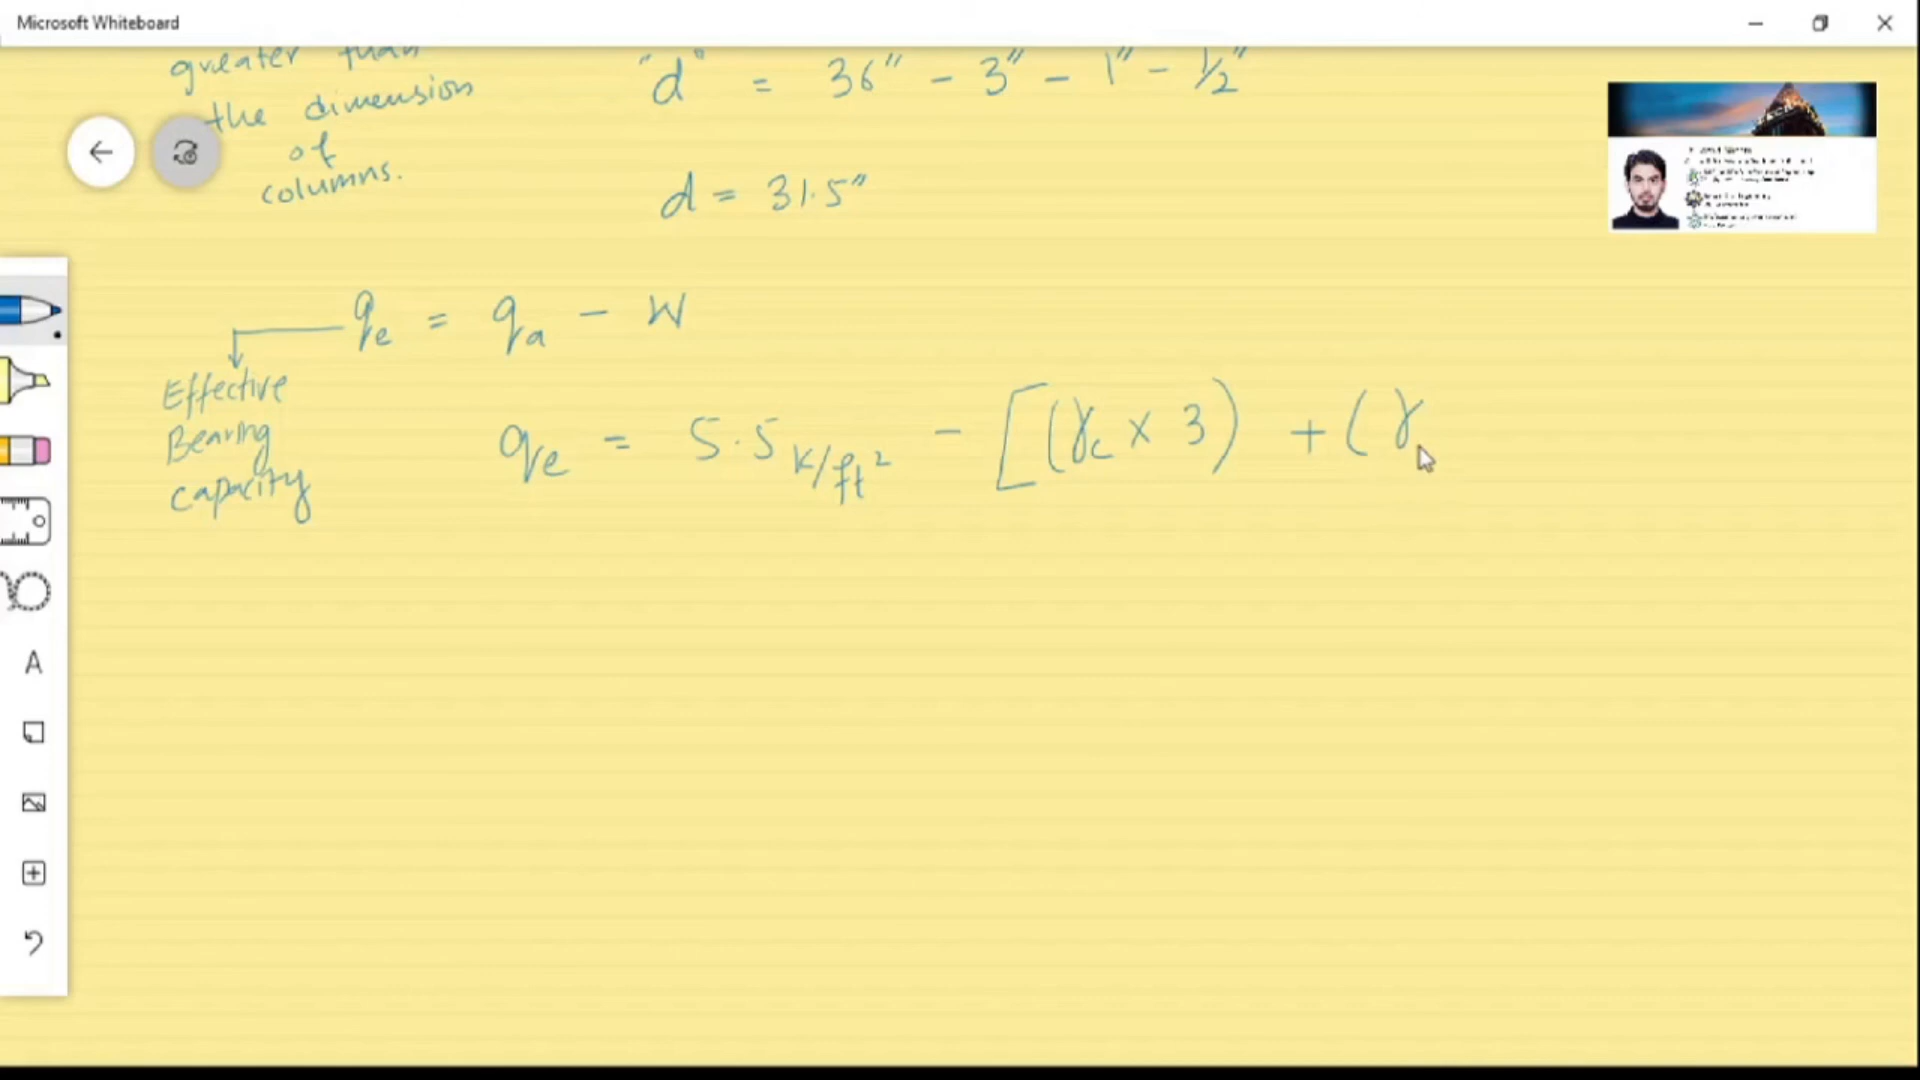 Microsoft Whiteboard
greater than
the dimension
of
columns.
"d" = 36" - 3" - 1" - 1/2"
d = 31.5"
qe = qa - W
Effective
Bearing
capacity
qe = 5.5 K/ft² - [(γc x 3) + (γ
A